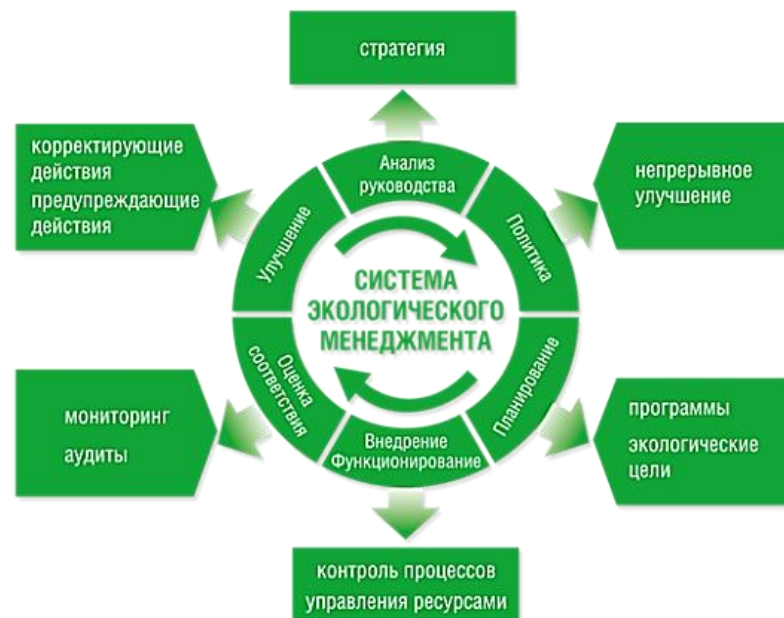 стратегия
корректирующие
действия
предупреждающие
действия
Анализ
руководства
непрерывное
улучшение
Улучшение
Политика
СИСТЕМА
ЭКОЛОГИЧЕСКОГО
МЕНЕДЖМЕНТА
Оценка
соответствия
Планирование
мониторинг
аудиты
Внедрение
Функционирование
программы
экологические
цели
контроль процессов
управления ресурсами